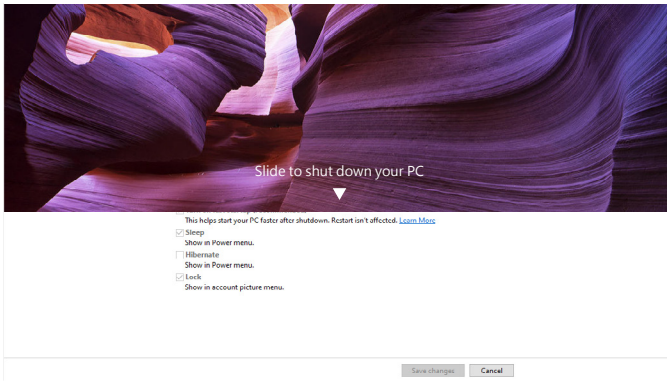 Slide to shut down your PC
This helps start your PC faster after shutdown. Restart isn't affected. Learn More
Sleep
Show in Power menu.
Hibernate
Show in Power menu.
Lock
Show in account picture menu.
Save changes Cancel